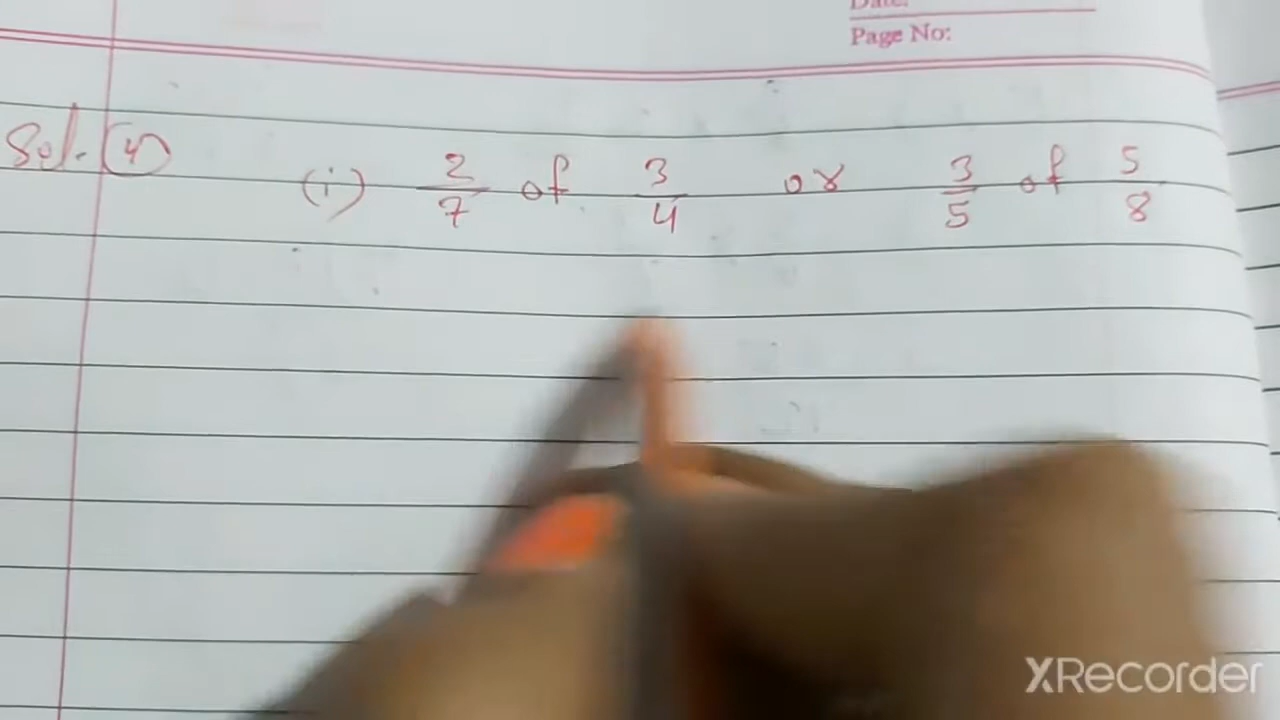 Date:
Page No:
Sol. (4) (i) 2/7 of 3/4 or 3/5 of 5/8
XRecorder